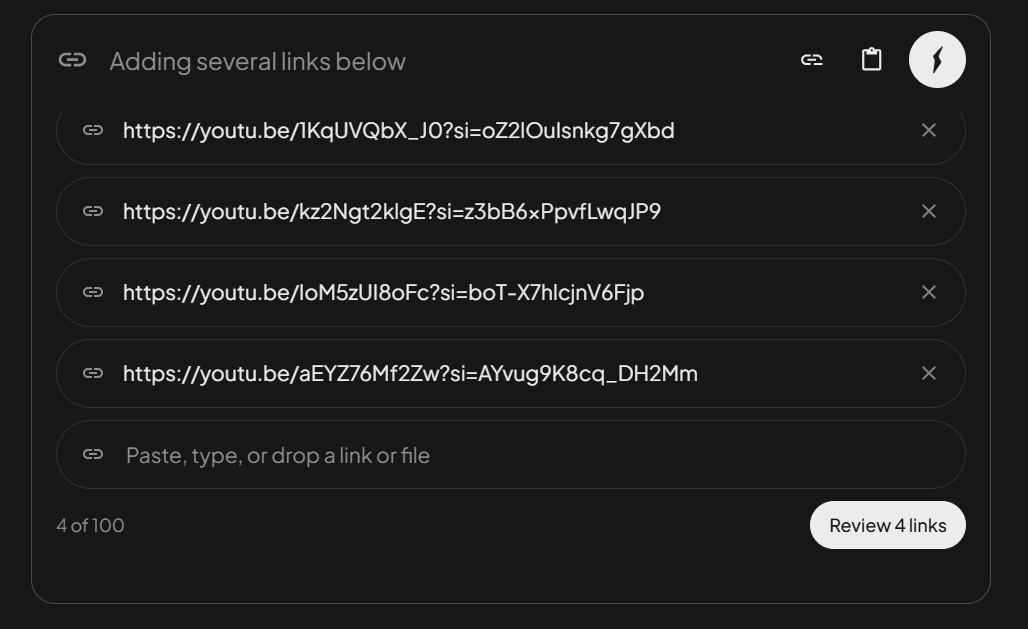 Adding several links below
https://youtu.be/1KqUVQbX_J0?si=oZ2lOulsnkg7gXbd
https://youtu.be/kz2Ngt2klgE?si=z3bB6xPpvfLwqJP9
https://youtu.be/loM5zUI8oFc?si=boT-X7hlcjnV6Fjp
https://youtu.be/aEYZ76Mf2Zw?si=AYvug9K8cq_DH2Mm
Paste, type, or drop a link or file
4 of 100
Review 4 links